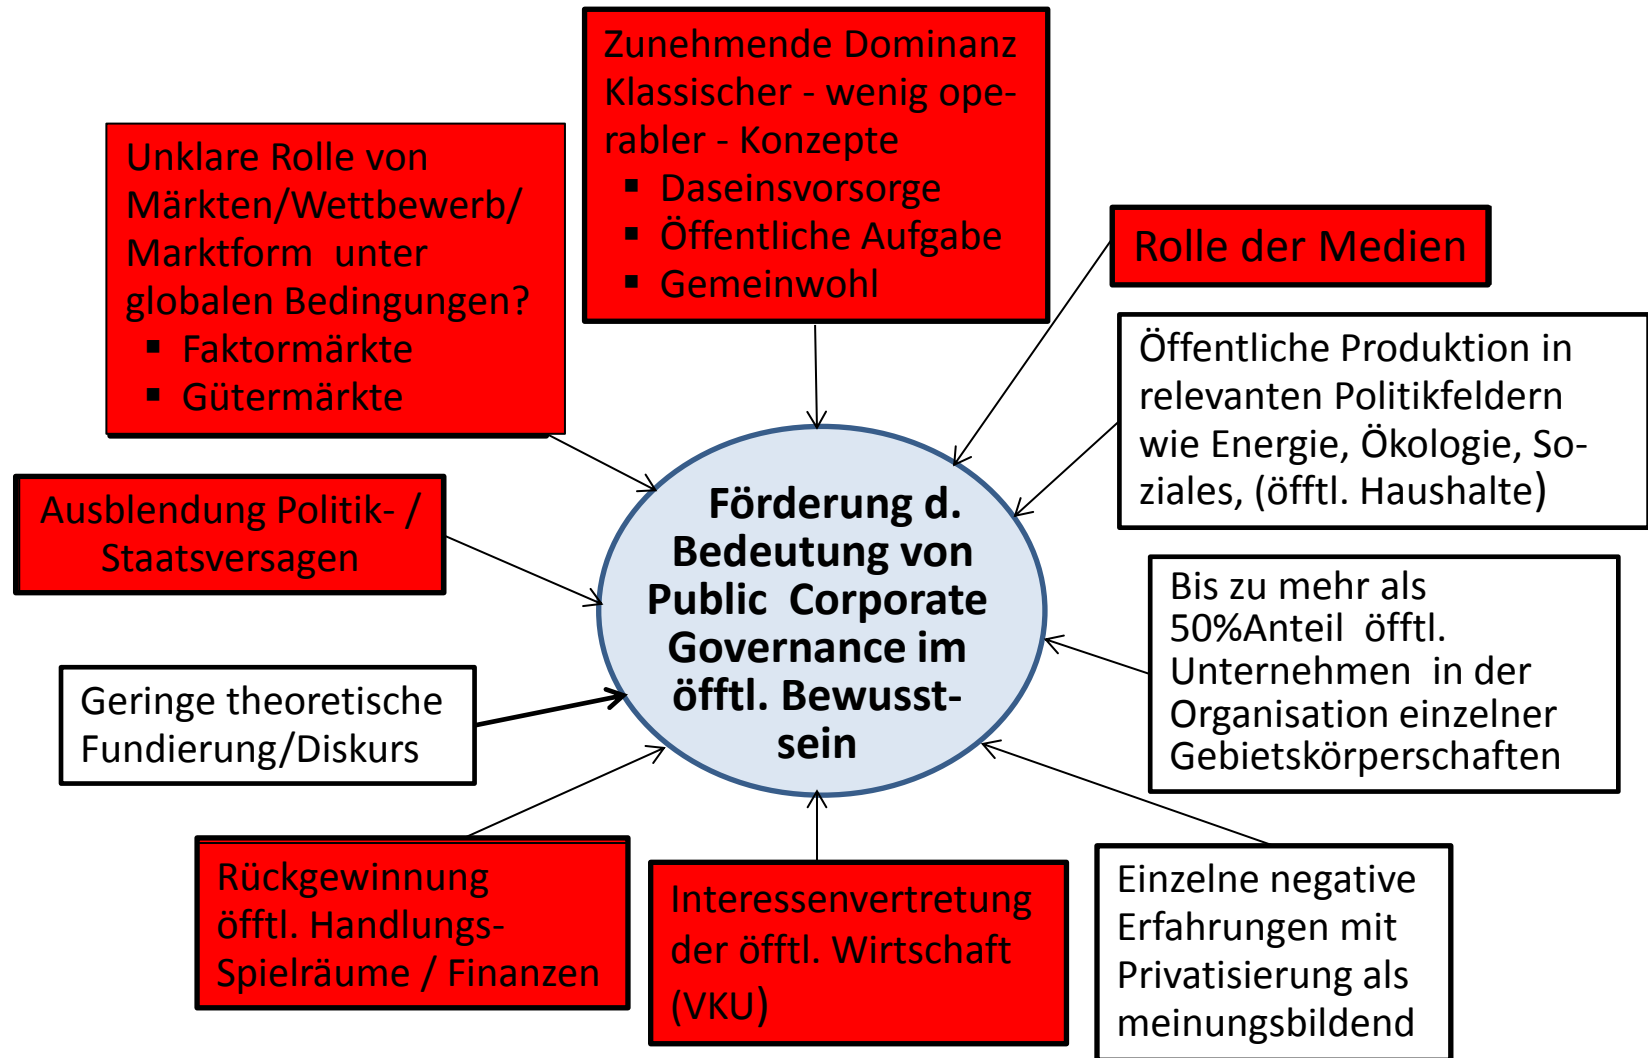 Zunehmende Dominanz
Klassischer - wenig ope-
rabler - Konzepte
▪ Daseinsvorsorge
▪ Öffentliche Aufgabe
▪ Gemeinwohl
Unklare Rolle von
Märkten/Wettbewerb/
Marktform unter
globalen Bedingungen?
▪ Faktormärkte
▪ Gütermärkte
Rolle der Medien
Öffentliche Produktion in
relevanten Politikfeldern
wie Energie, Ökologie, So-
ziales, (öfftl. Haushalte)
Ausblendung Politik- /
Staatsversagen
Förderung d.
Bedeutung von
Public Corporate
Governance im
öfftl. Bewusst-
sein
Bis zu mehr als
50%Anteil öfftl.
Unternehmen in der
Organisation einzelner
Gebietskörperschaften
Geringe theoretische
Fundierung/Diskurs
Rückgewinnung
öfftl. Handlungs-
Spielräume / Finanzen
Interessenvertretung
der öfftl. Wirtschaft
(VKU)
Einzelne negative
Erfahrungen mit
Privatisierung als
meinungsbildend